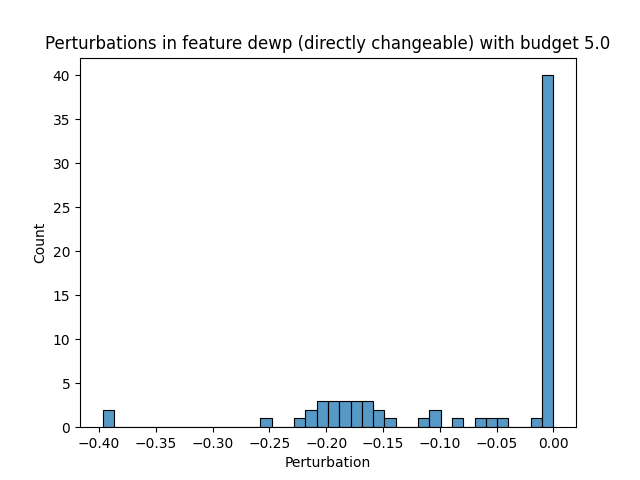 Perturbations in feature dewp (directly changeable) with budget 5.0
40
35
30
25
20
15
10
5
0
Count
−0.40 −0.35 −0.30 −0.25 −0.20 −0.15 −0.10 −0.05 0.00
Perturbation